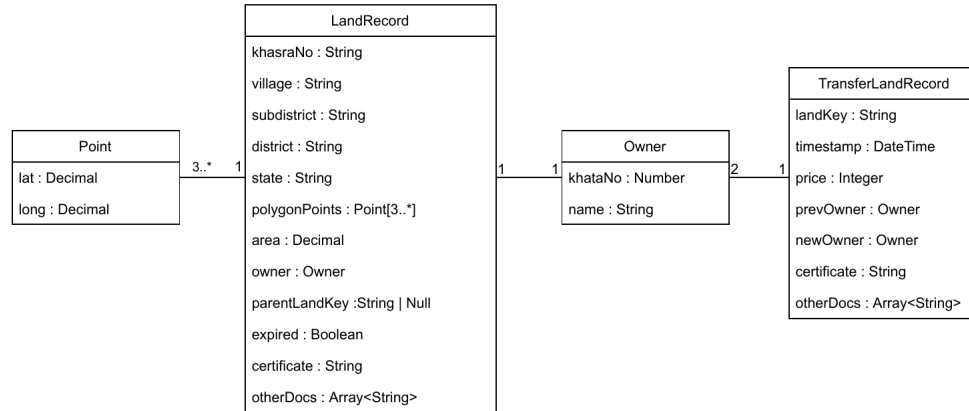 LandRecord
khasraNo : String
village : String
subdistrict : String
district : String
state : String
polygonPoints : Point[3..*]
area : Decimal
owner : Owner
parentLandKey :String | Null
expired : Boolean
certificate : String
otherDocs : Array<String>
Point
lat : Decimal
long : Decimal
3..*
1
1
1
Owner
khataNo : Number
name : String
2
1
TransferLandRecord
landKey : String
timestamp : DateTime
price : Integer
prevOwner : Owner
newOwner : Owner
certificate : String
otherDocs : Array<String>